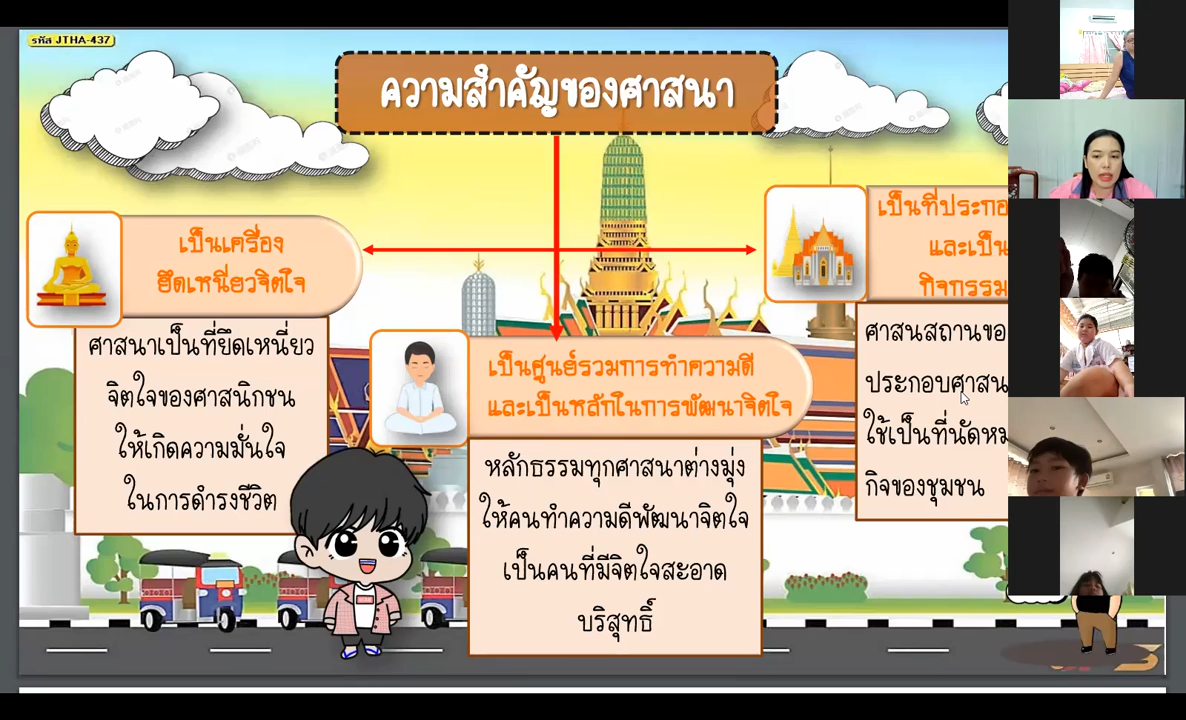 รหัส JTHA-437
ความสำคัญของศาสนา
เป็นเครื่อง
ยึดเหนี่ยวจิตใจ
ศาสนาเป็นที่ยึดเหนี่ยว
จิตใจของศาสนิกชน
ให้เกิดความมั่นใจ
ในการดำรงชีวิต
เป็นศูนย์รวมการทำความดี
และเป็นหลักในการพัฒนาจิตใจ
หลักธรรมทุกศาสนาต่างมุ่ง
ให้คนทำความดีพัฒนาจิตใจ
เป็นคนที่มีจิตใจสะอาด
บริสุทธิ์
เป็นที่ประกอ
และเป็น
กิจกรรม
ศาสนสถานขอ
ประกอบศาสน
ใช้เป็นที่นัดหม
กิจของชุมชน